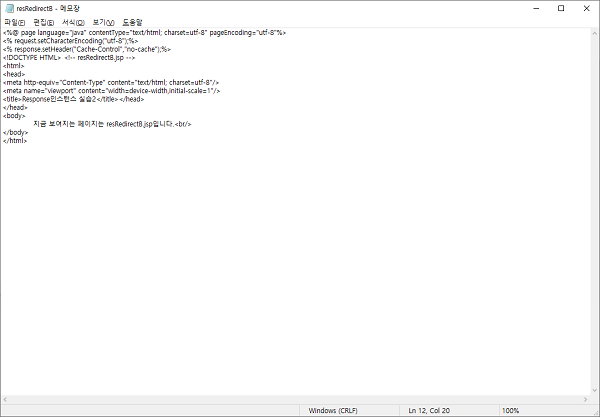 resRedirectB - 메모장
파일(F) 편집(E) 서식(O) 보기(V) 도움말
<%@ page language="java" contentType="text/html; charset=utf-8" pageEncoding="utf-8"%>
<% request.setCharacterEncoding("utf-8");%>
<% response.setHeader("Cache-Control","no-cache");%>
<!DOCTYPE HTML> <!-- resRedirectB.jsp -->
<html>
<head>
<meta http-equiv="Content-Type" content="text/html; charset=utf-8"/>
<meta name="viewport" content="width=device-width,initial-scale=1"/>
<title>Response인스턴스 실습2</title></head>
</head>
<body>
지금 보여지는 페이지는 resRedirectB.jsp입니다.<br/>
</body>
</html>
Windows (CRLF) Ln 12, Col 20 100%